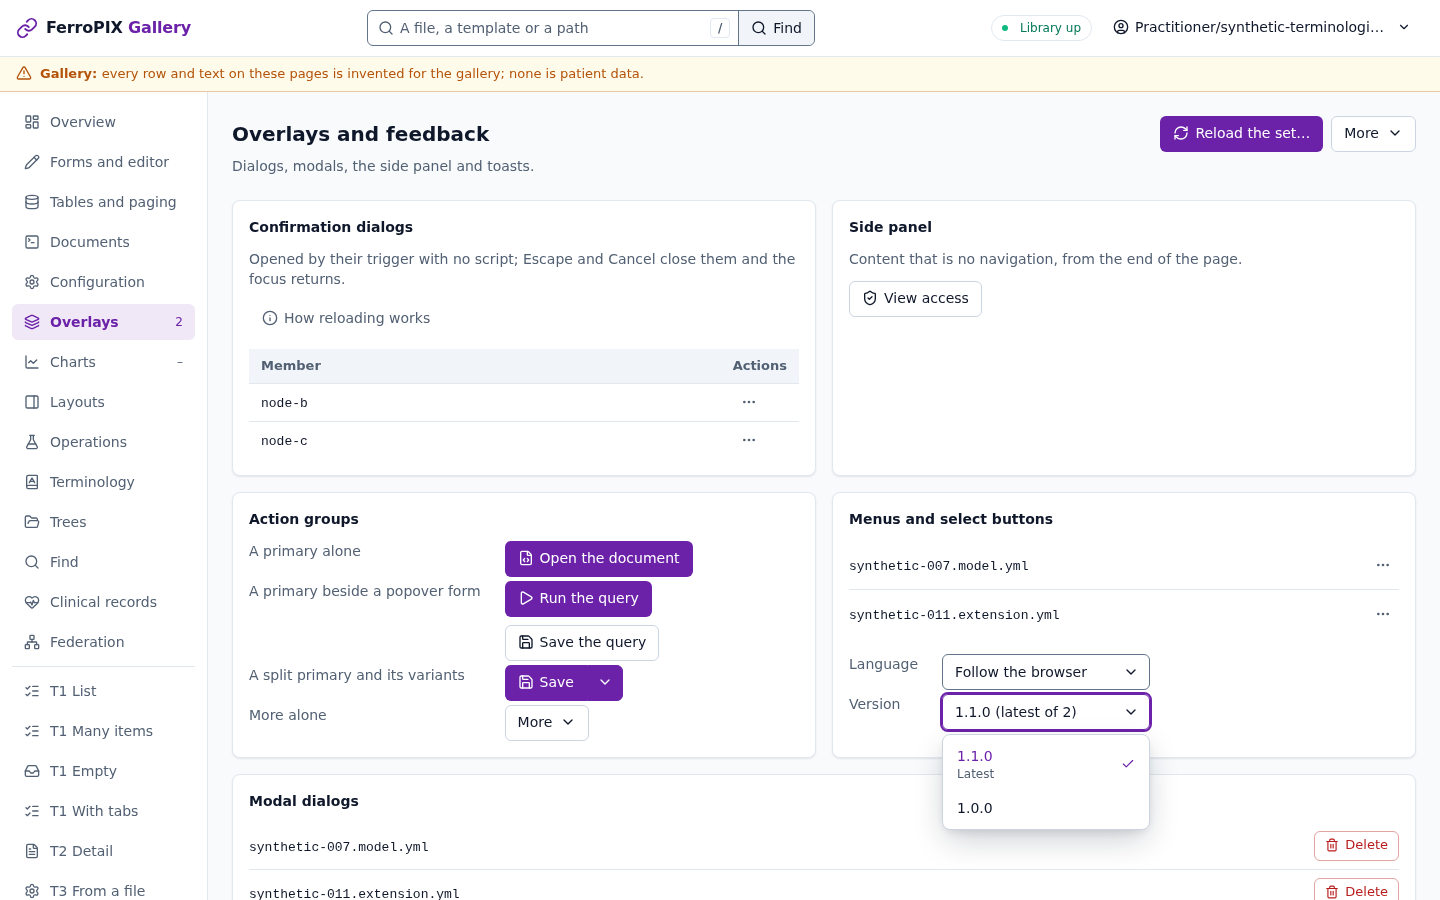 FerroPIX Gallery
A file, a template or a path
/
Find
Library up
Practitioner/synthetic-terminologi...
Gallery: every row and text on these pages is invented for the gallery; none is patient data.
Overview
Forms and editor
Tables and paging
Documents
Configuration
Overlays
2
Charts
–
Layouts
Operations
Terminology
Trees
Find
Clinical records
Federation
T1 List
T1 Many items
T1 Empty
T1 With tabs
T2 Detail
T3 From a file
Overlays and feedback
Dialogs, modals, the side panel and toasts.
Reload the set...
More
Confirmation dialogs
Opened by their trigger with no script; Escape and Cancel close them and the
focus returns.
How reloading works
Member
Actions
node-b
node-c
Side panel
Content that is no navigation, from the end of the page.
View access
Action groups
A primary alone
Open the document
A primary beside a popover form
Run the query
Save the query
A split primary and its variants
Save
More alone
More
Menus and select buttons
synthetic-007.model.yml
synthetic-011.extension.yml
Language
Follow the browser
Version
1.1.0 (latest of 2)
1.1.0
Latest
1.0.0
Modal dialogs
synthetic-007.model.yml
Delete
synthetic-011.extension.yml
Delete